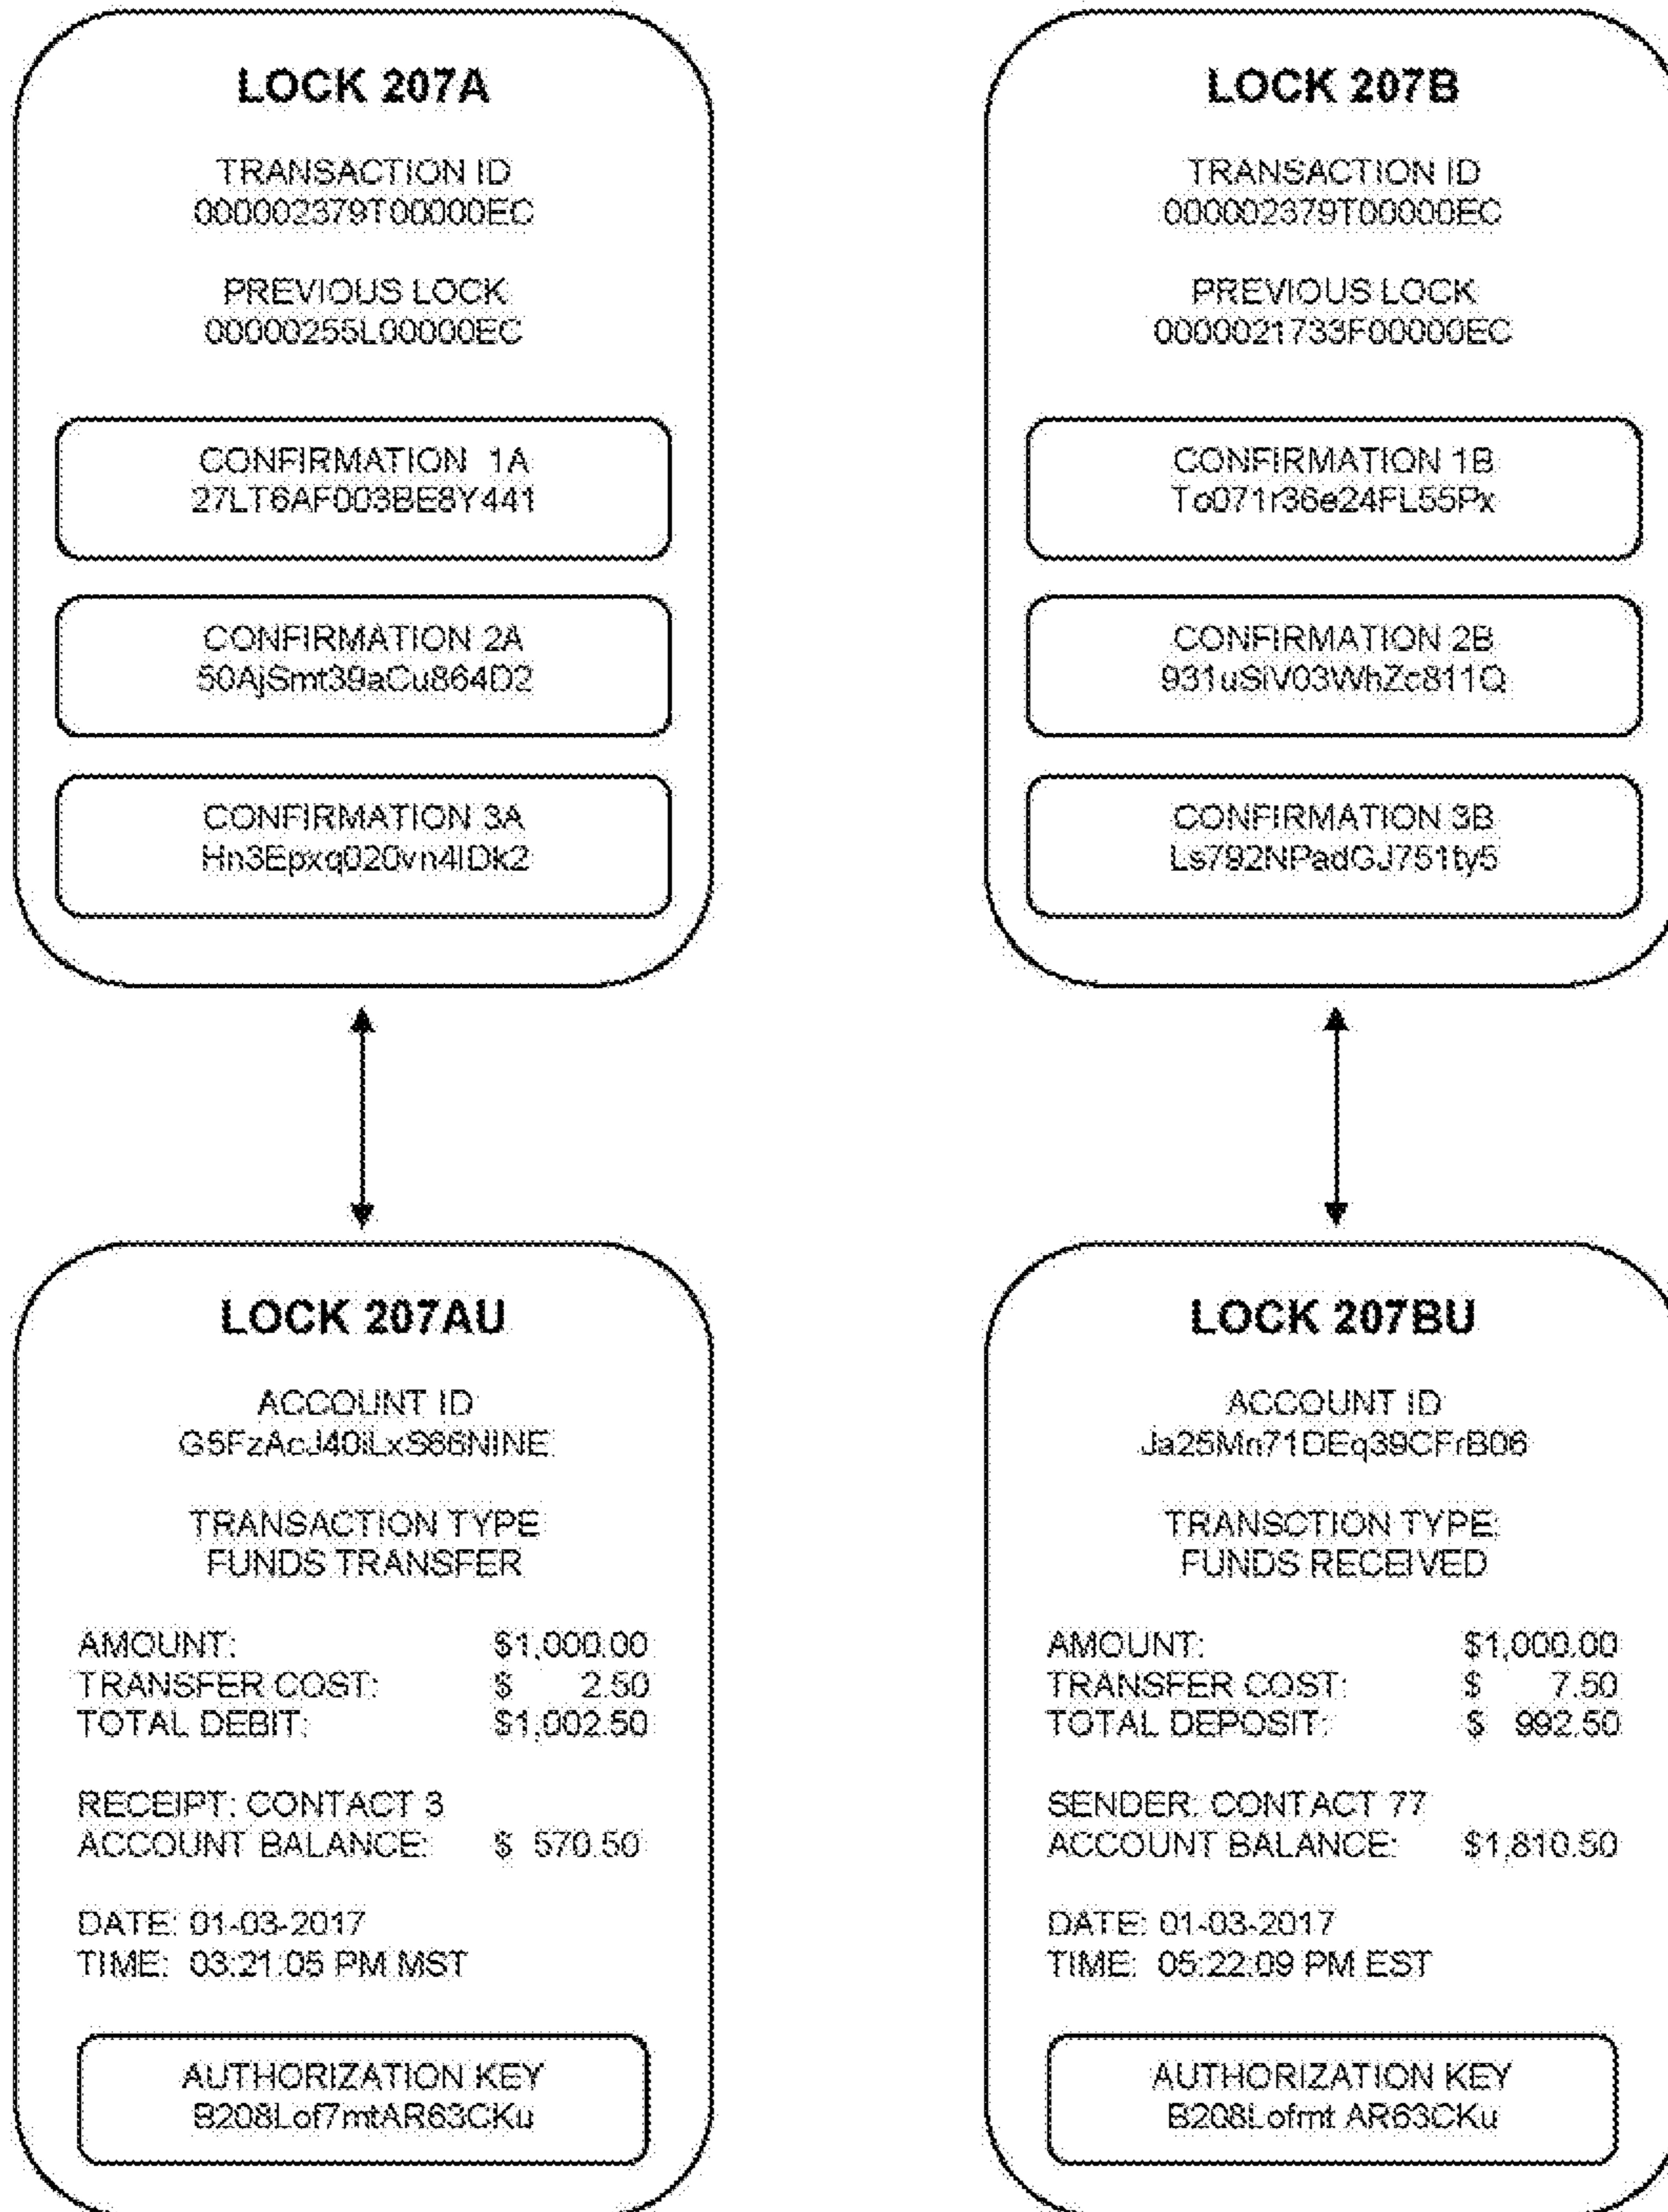 LOCK 207A
TRANSACTION ID
000002379T00000EC
PREVIOUS LOCK
00000255L00000EC
CONFIRMATION 1A
27LT6AF003BE8Y441
CONFIRMATION 2A
50AjSmt39aCu864D2
CONFIRMATION 3A
Hn3Epxq020vn4IDk2
LOCK 207B
TRANSACTION ID
000002379T00000EC
PREVIOUS LOCK
0000021733F00000EC
CONFIRMATION 1B
To071r36e24FL55Px
CONFIRMATION 2B
931uSiV03WhZc811Q
CONFIRMATION 3B
Ls792NPadGJ751ty5
LOCK 207AU
ACCOUNT ID
G5FzAcJ40iLxS66NINE
TRANSACTION TYPE
FUNDS TRANSFER
AMOUNT: $1,000.00
TRANSFER COST: $ 2.50
TOTAL DEBIT: $1,002.50
RECEIPT: CONTACT 3
ACCOUNT BALANCE: $ 570.50
DATE: 01-03-2017
TIME: 03:21:05 PM MST
AUTHORIZATION KEY
B208Lof7mtAR63CKu
LOCK 207BU
ACCOUNT ID
Ja25Mn71DEq39CFrB06
TRANSCTION TYPE
FUNDS RECEIVED
AMOUNT: $1,000.00
TRANSFER COST: $ 7.50
TOTAL DEPOSIT: $ 992.50
SENDER: CONTACT 77
ACCOUNT BALANCE: $1,810.50
DATE: 01-03-2017
TIME: 05:22:09 PM EST
AUTHORIZATION KEY
B208Lofmt AR63CKu